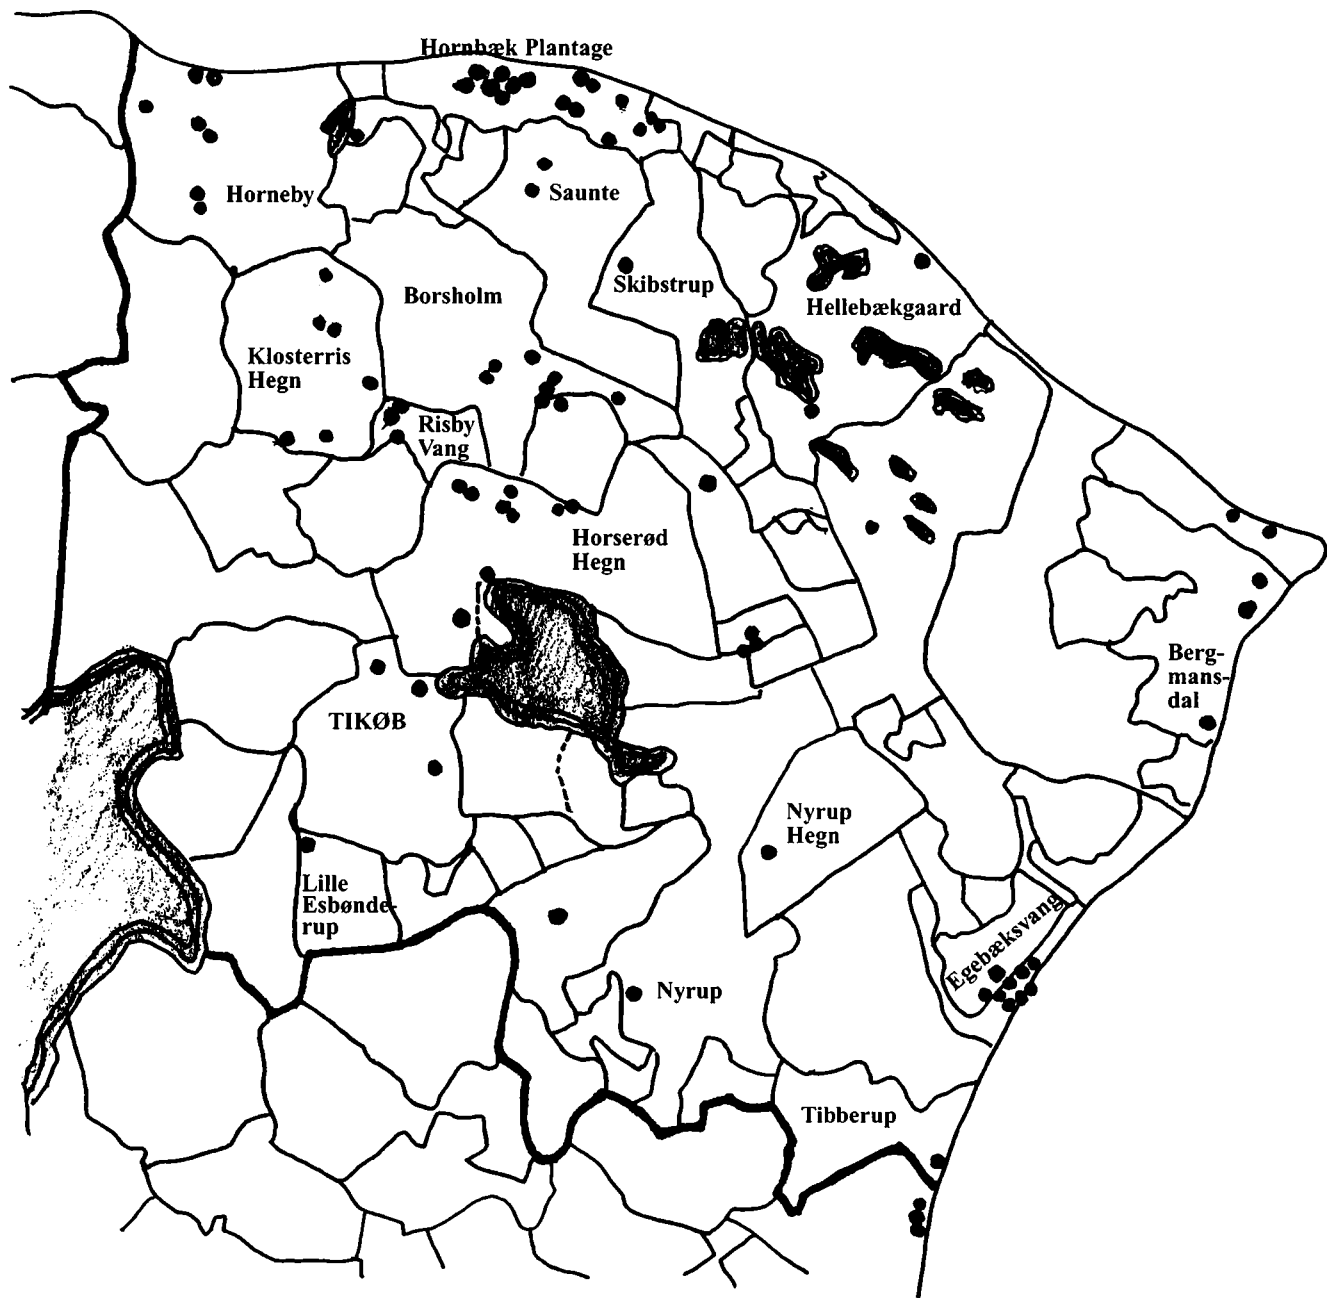 Hornbæk Plantage
Horneby
Saunte
Skibstrup
Borsholm
Hellebækgaard
Klosterris
Hegn
Risby
Vang
Horserød
Hegn
Berg-
mans-
dal
TIKØB
Nyrup
Hegn
Lille
Esbønde-
rup
Egebæksvang
Nyrup
Tibberup